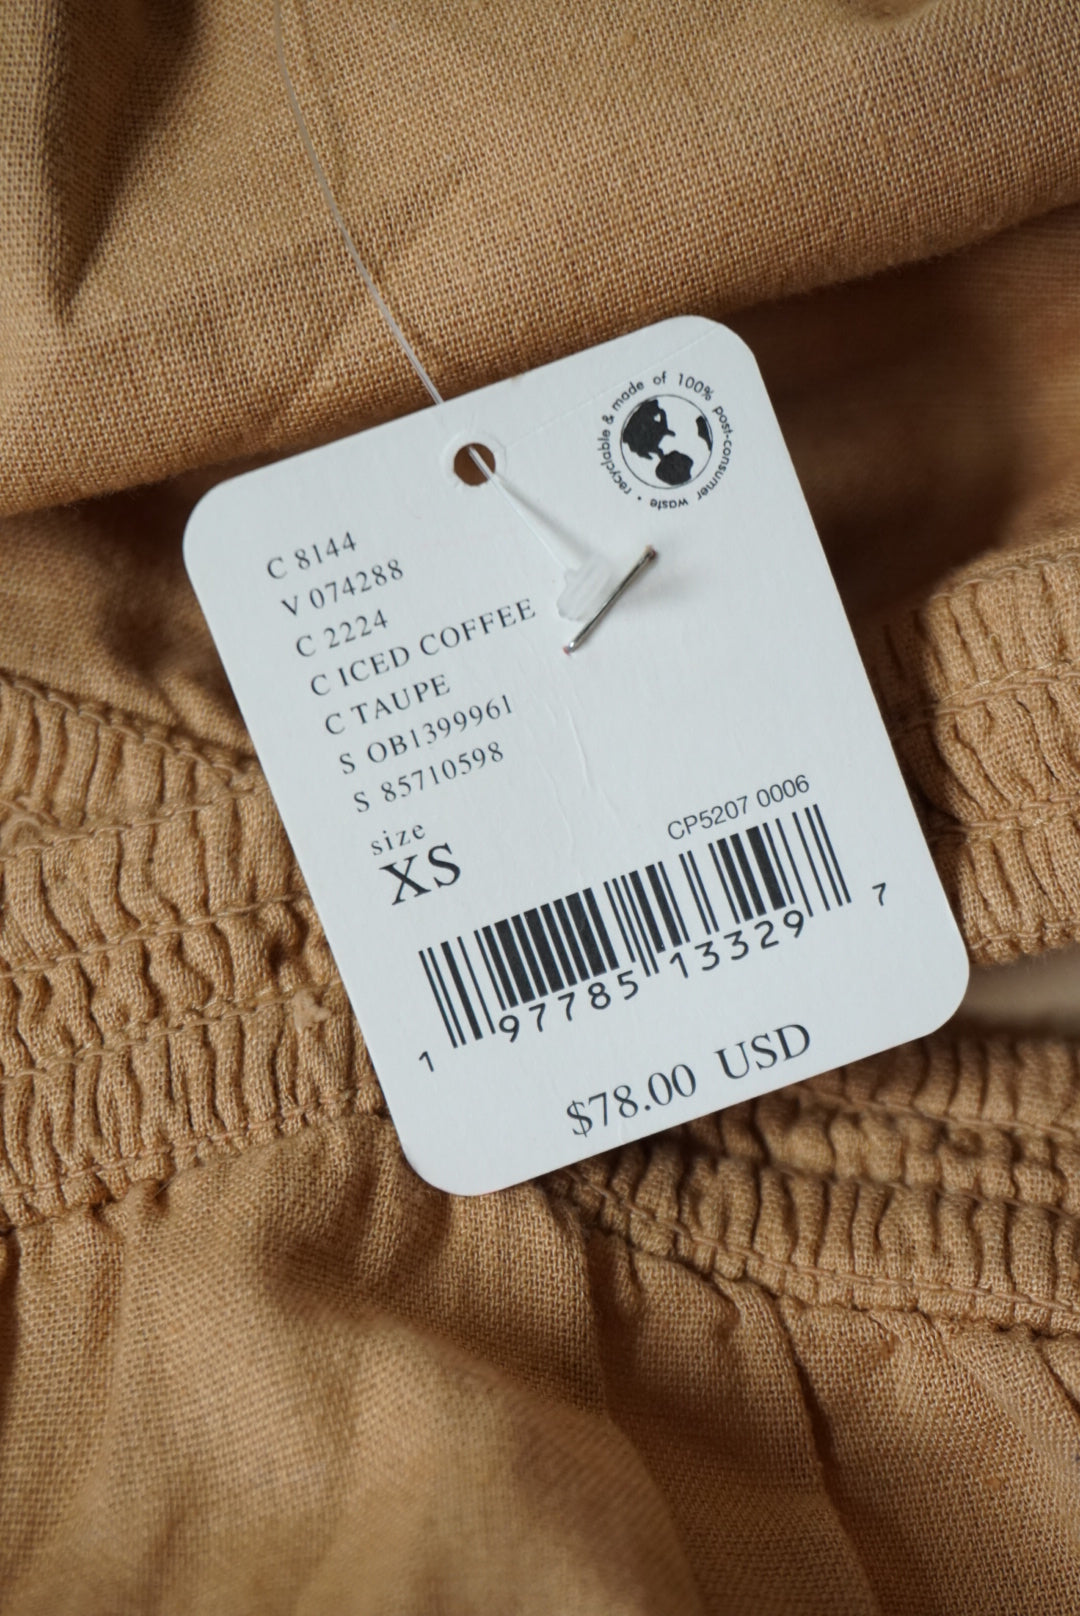 recyclable & made of 100% post-consumer waste •
C 8144
V 074288
C 2224
C ICED COFFEE
C TAUPE
S OB1399961
S 85710598
size
XS
CP5207 0006
1 97785 13329 7
$78.00 USD